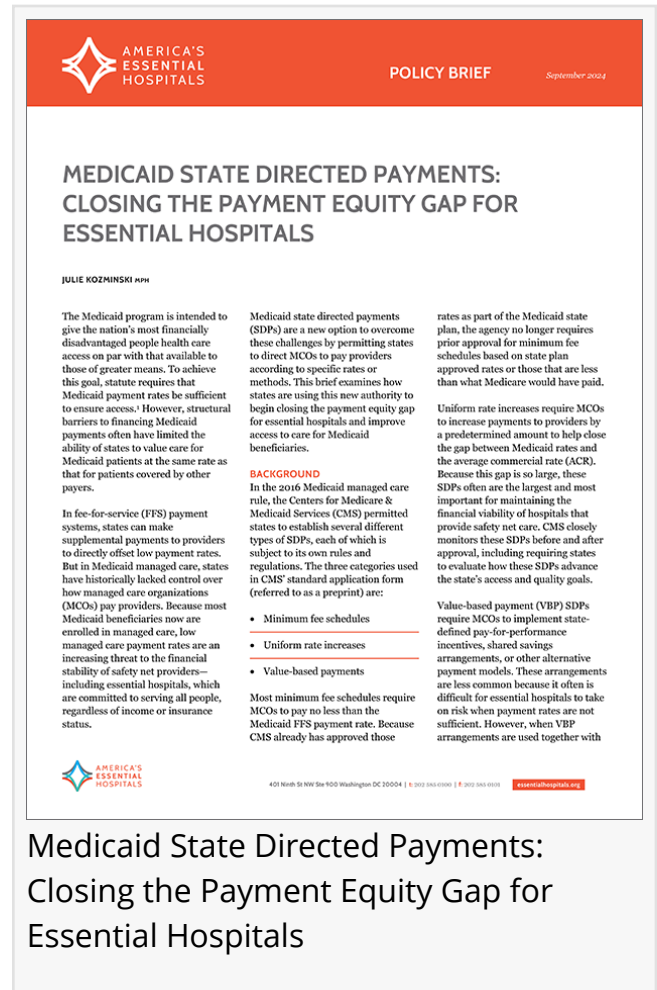 AMERICA'S
ESSENTIAL
HOSPITALS
POLICY BRIEF
September 2024
MEDICAID STATE DIRECTED PAYMENTS:
CLOSING THE PAYMENT EQUITY GAP FOR
ESSENTIAL HOSPITALS
JULIE KOZMINSKI MPH
The Medicaid program is intended to
give the nation's most financially
disadvantaged people health care
access on par with that available to
those of greater means. To achieve
this goal, statute requires that
Medicaid payment rates be sufficient
to ensure access.¹ However, structural
barriers to financing Medicaid
payments often have limited the
ability of states to value care for
Medicaid patients at the same rate as
that for patients covered by other
payers.
In fee-for-service (FFS) payment
systems, states can make
supplemental payments to providers
to directly offset low payment rates.
But in Medicaid managed care, states
have historically lacked control over
how managed care organizations
(MCOs) pay providers. Because most
Medicaid beneficiaries now are
enrolled in managed care, low
managed care payment rates are an
increasing threat to the financial
stability of safety net providers—
including essential hospitals, which
are committed to serving all people,
regardless of income or insurance
status.
Medicaid state directed payments
(SDPs) are a new option to overcome
these challenges by permitting states
to direct MCOs to pay providers
according to specific rates or
methods. This brief examines how
states are using this new authority to
begin closing the payment equity gap
for essential hospitals and improve
access to care for Medicaid
beneficiaries.
BACKGROUND
In the 2016 Medicaid managed care
rule, the Centers for Medicare &
Medicaid Services (CMS) permitted
states to establish several different
types of SDPs, each of which is
subject to its own rules and
regulations. The three categories used
in CMS' standard application form
(referred to as a preprint) are:
• Minimum fee schedules
• Uniform rate increases
• Value-based payments
Most minimum fee schedules require
MCOs to pay no less than the
Medicaid FFS payment rate. Because
CMS already has approved those
rates as part of the Medicaid state
plan, the agency no longer requires
prior approval for minimum fee
schedules based on state plan
approved rates or those that are less
than what Medicare would have paid.
Uniform rate increases require MCOs
to increase payments to providers by
a predetermined amount to help close
the gap between Medicaid rates and
the average commercial rate (ACR).
Because this gap is so large, these
SDPs often are the largest and most
important for maintaining the
financial viability of hospitals that
provide safety net care. CMS closely
monitors these SDPs before and after
approval, including requiring states
to evaluate how these SDPs advance
the state's access and quality goals.
Value-based payment (VBP) SDPs
require MCOs to implement state-
defined pay-for-performance
incentives, shared savings
arrangements, or other alternative
payment models. These arrangements
are less common because it often is
difficult for essential hospitals to take
on risk when payment rates are not
sufficient. However, when VBP
arrangements are used together with
AMERICA'S
ESSENTIAL
HOSPITALS
401 Ninth St NW Ste 900 Washington DC 20004 | t: 202 585 0100 | f: 202 585 0101
essentialhospitals.org
Medicaid State Directed Payments:
Closing the Payment Equity Gap for
Essential Hospitals